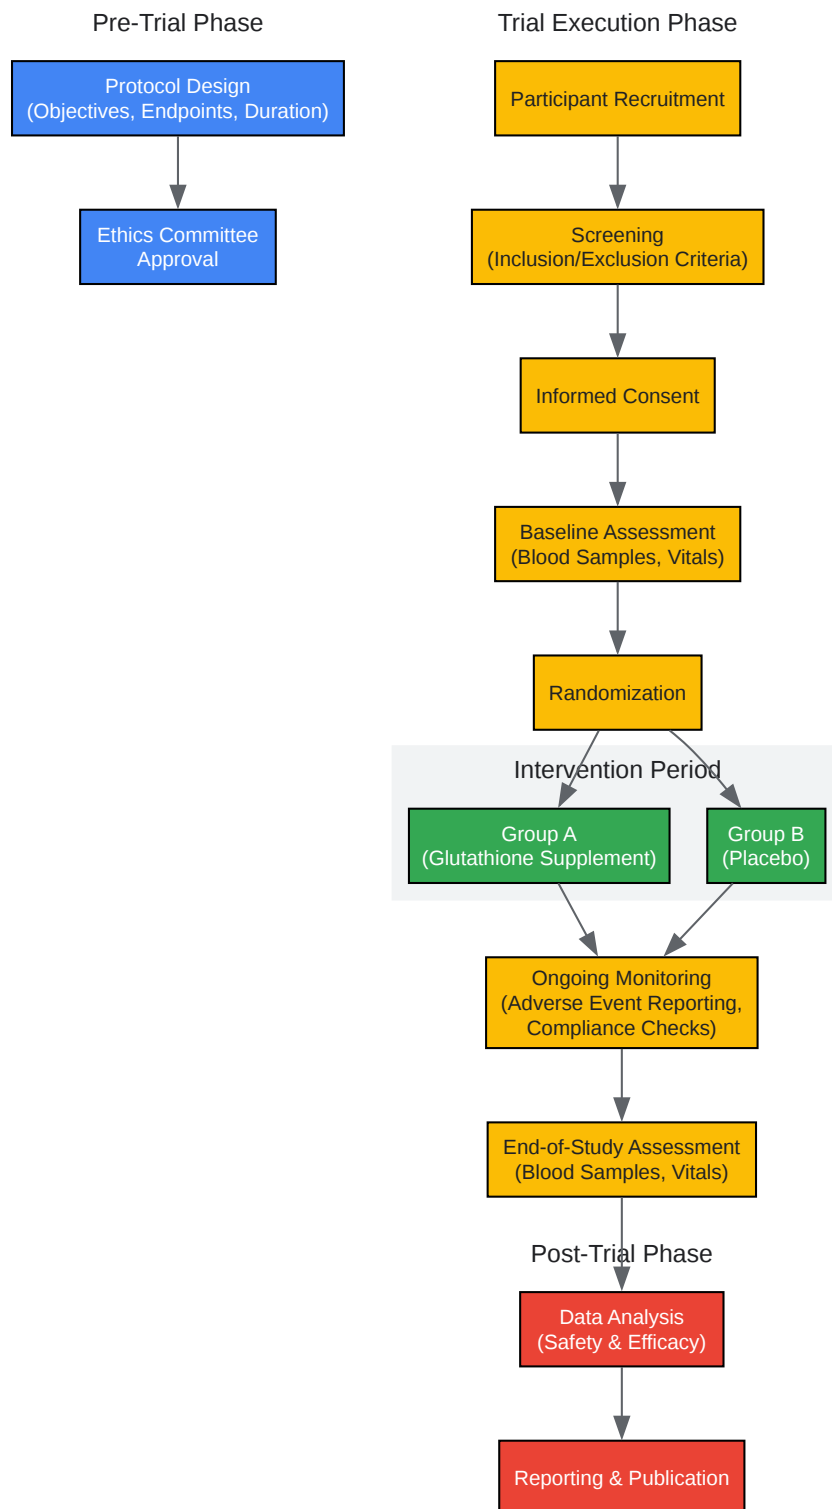 Pre-Trial Phase
Protocol Design
(Objectives, Endpoints, Duration)
Ethics Committee
Approval
Trial Execution Phase
Participant Recruitment
Screening
(Inclusion/Exclusion Criteria)
Informed Consent
Baseline Assessment
(Blood Samples, Vitals)
Randomization
Intervention Period
Group A
(Glutathione Supplement)
Group B
(Placebo)
Ongoing Monitoring
(Adverse Event Reporting,
Compliance Checks)
End-of-Study Assessment
(Blood Samples, Vitals)
Post-Trial Phase
Data Analysis
(Safety & Efficacy)
Reporting & Publication